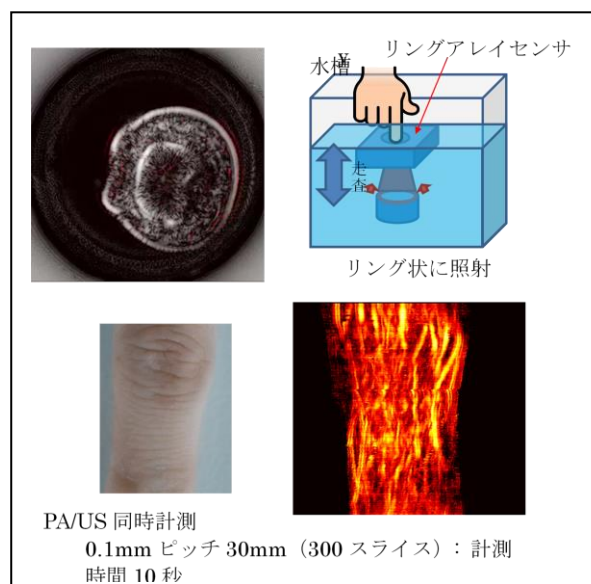 リングアレイセンサ
水槽
走査
リング状に照射
PA/US 同時計測
0.1mm ピッチ 30mm（300 スライス）：計測
時間 10 秒